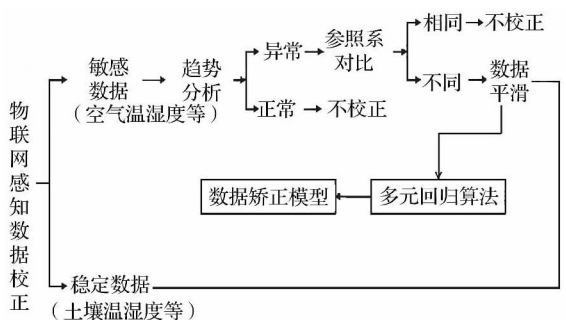 物联网感知数据校正
敏感
数据
（空气温湿度等）
趋势
分析
异常
参照系
对比
相同
不校正
不同
数据
平滑
正常
不校正
数据矫正模型
多元回归算法
稳定数据
（土壤温湿度等）